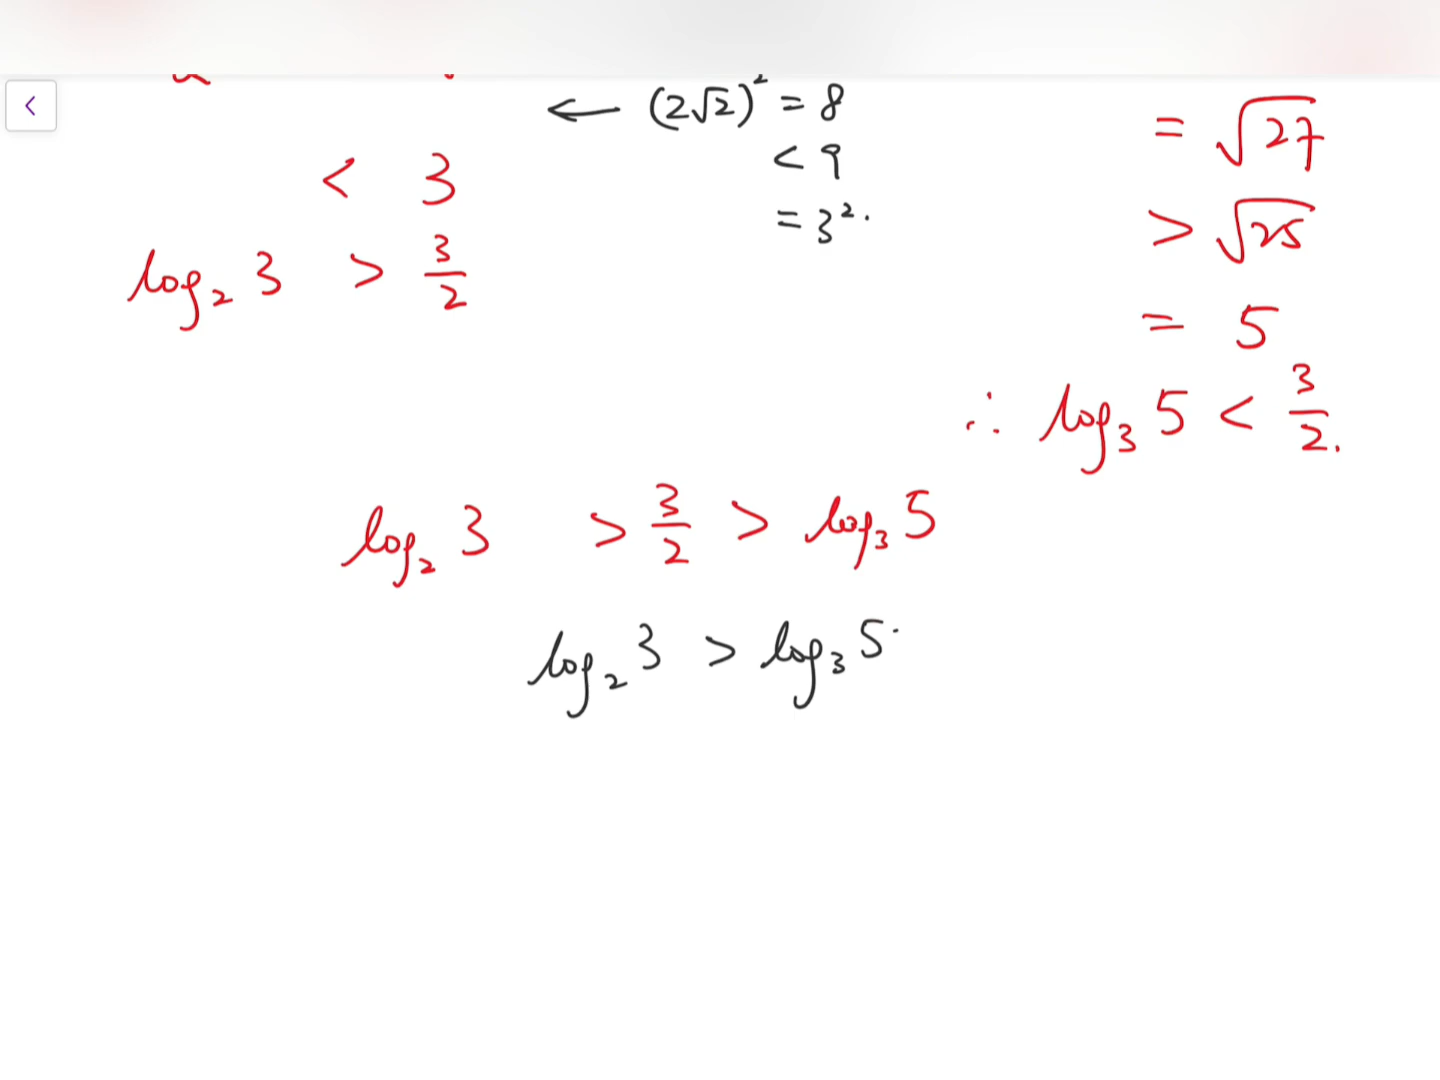 ← (2√2)² = 8
< 9
= 3².
< 3
log₂ 3 > 3/2
= √27
> √25
= 5
∴ log₃ 5 < 3/2.
log₂ 3 > 3/2 > log₃ 5
log₂ 3 > log₃ 5.